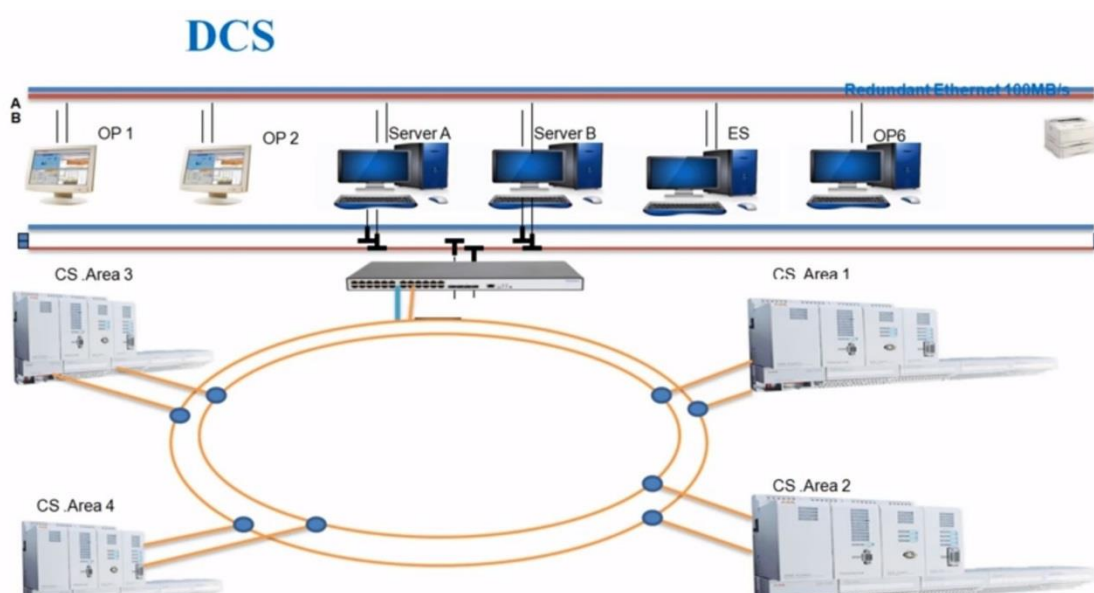 DCS
Redundant Ethernet 100MB/s
A
B
OP 1
OP 2
Server A
Server B
ES
OP6
CS .Area 3
CS .Area 1
CS .Area 4
CS .Area 2